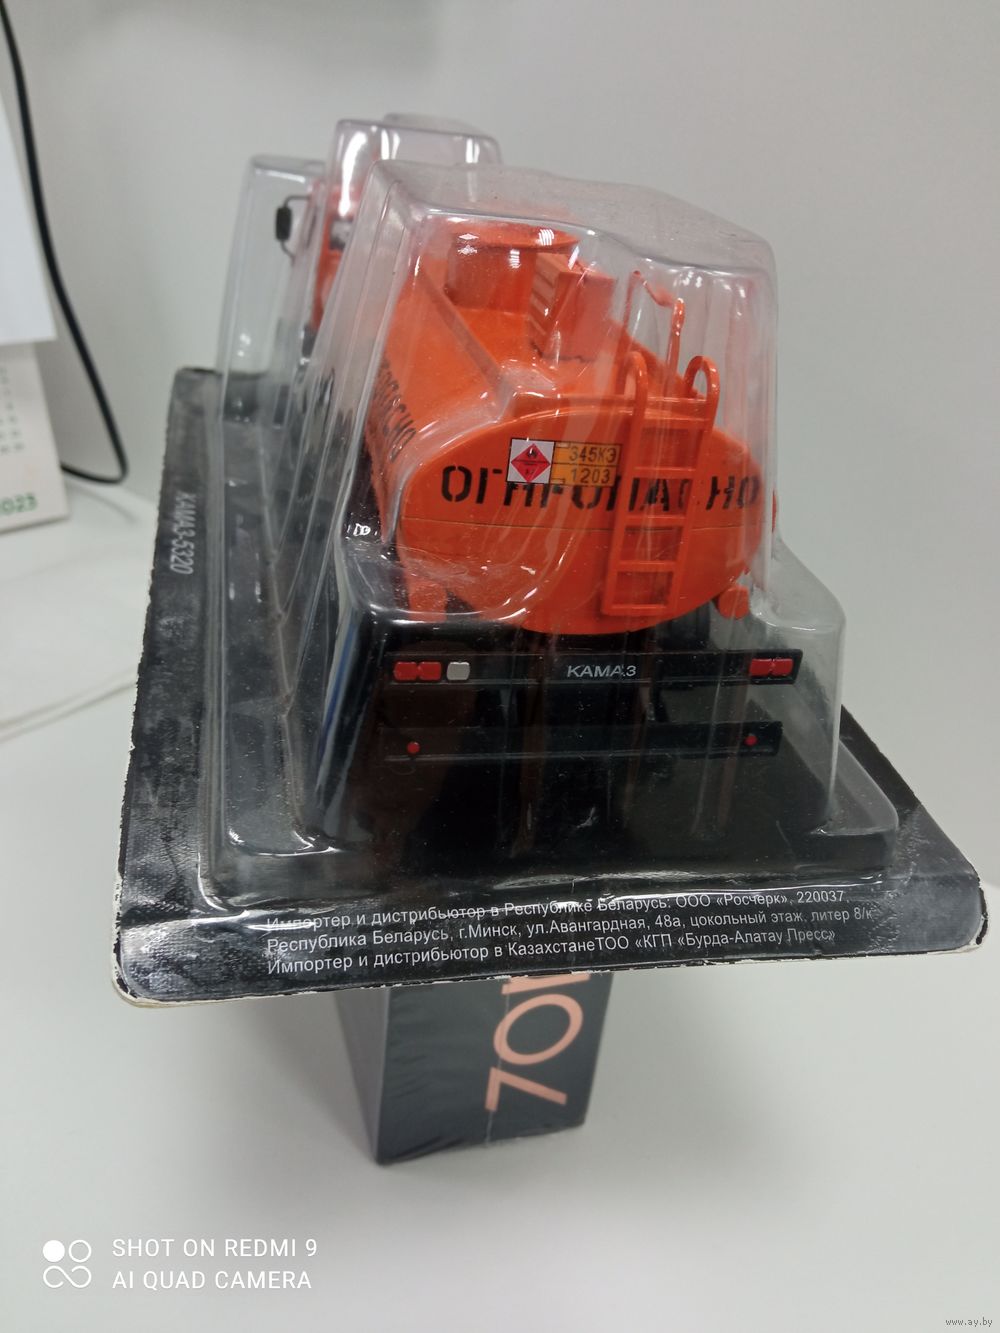 345КЭ
1203
ОГНЕОПАСНО
КАМАЗ
КАМАЗ-5320
Импортер и дистрибьютор в Республике Беларусь: ООО «Росчерк», 220037,
Республика Беларусь, г.Минск, ул.Авангардная, 48а, цокольный этаж, литер 8/к
Импортер и дистрибьютор в КазахстанеТОО «КГП «Бурда-Алатау Пресс»
SHOT ON REDMI 9
AI QUAD CAMERA
www.ay.by